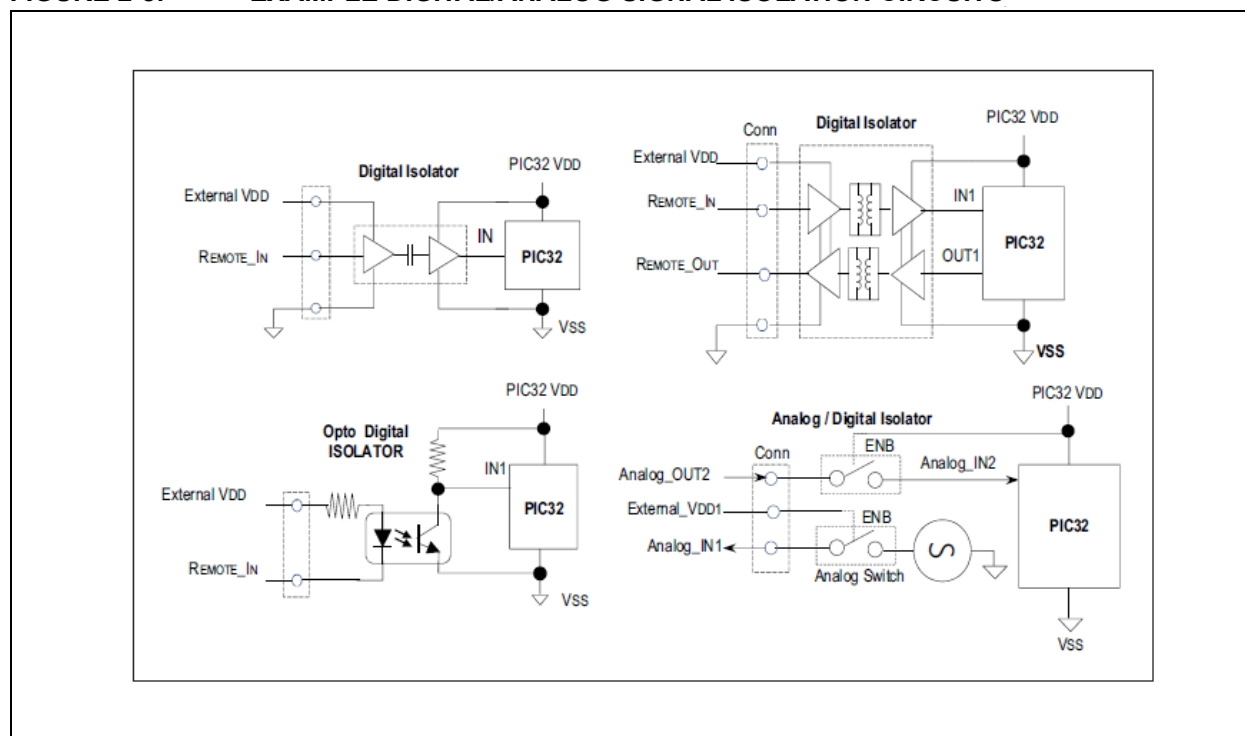 Digital Isolator
PIC32 VDD
External VDD
REMOTE_IN
IN
PIC32
VSS
Conn
Digital Isolator
PIC32 VDD
External VDD
REMOTE_IN
IN1
PIC32
REMOTE_OUT
OUT1
VSS
PIC32 VDD
Opto Digital
ISOLATOR
IN1
External VDD
PIC32
REMOTE_IN
VSS
PIC32 VDD
Analog / Digital Isolator
Conn
ENB
Analog_OUT2
Analog_IN2
External_VDD1
ENB
PIC32
Analog_IN1
S
Analog Switch
VSS